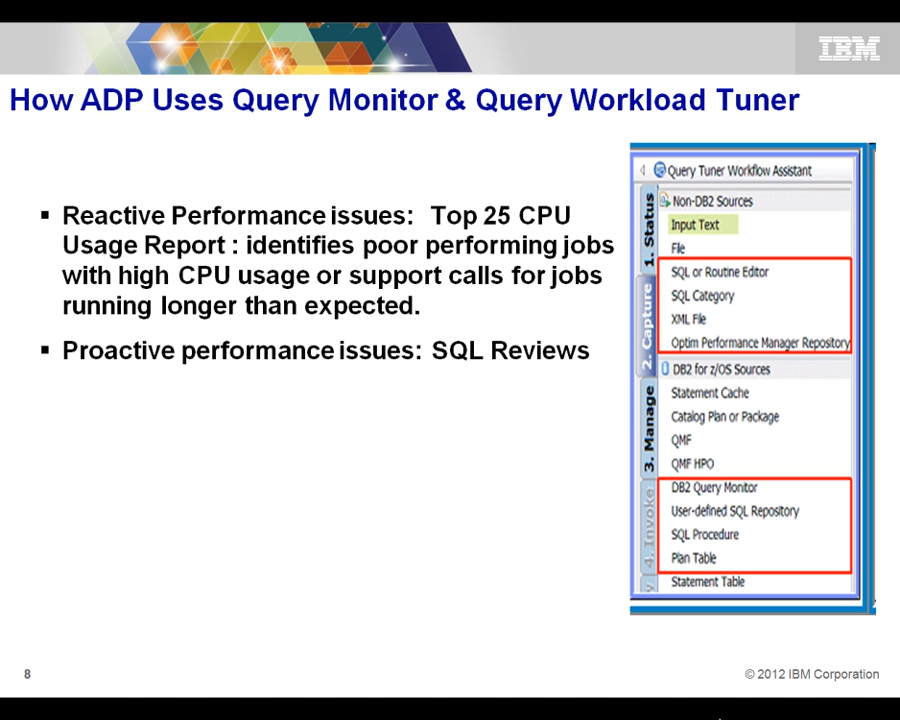 IBM
How ADP Uses Query Monitor & Query Workload Tuner
▪ Reactive Performance issues: Top 25 CPU
Usage Report : identifies poor performing jobs
with high CPU usage or support calls for jobs
running longer than expected.
▪ Proactive performance issues: SQL Reviews
Query Tuner Workflow Assistant
1. Status
2. Capture
3. Manage
4. Invoke
Non-DB2 Sources
Input Text
File
SQL or Routine Editor
SQL Category
XML File
Optim Performance Manager Repository
DB2 for z/OS Sources
Statement Cache
Catalog Plan or Package
QMF
QMF HPO
DB2 Query Monitor
User-defined SQL Repository
SQL Procedure
Plan Table
Statement Table
8
© 2012 IBM Corporation